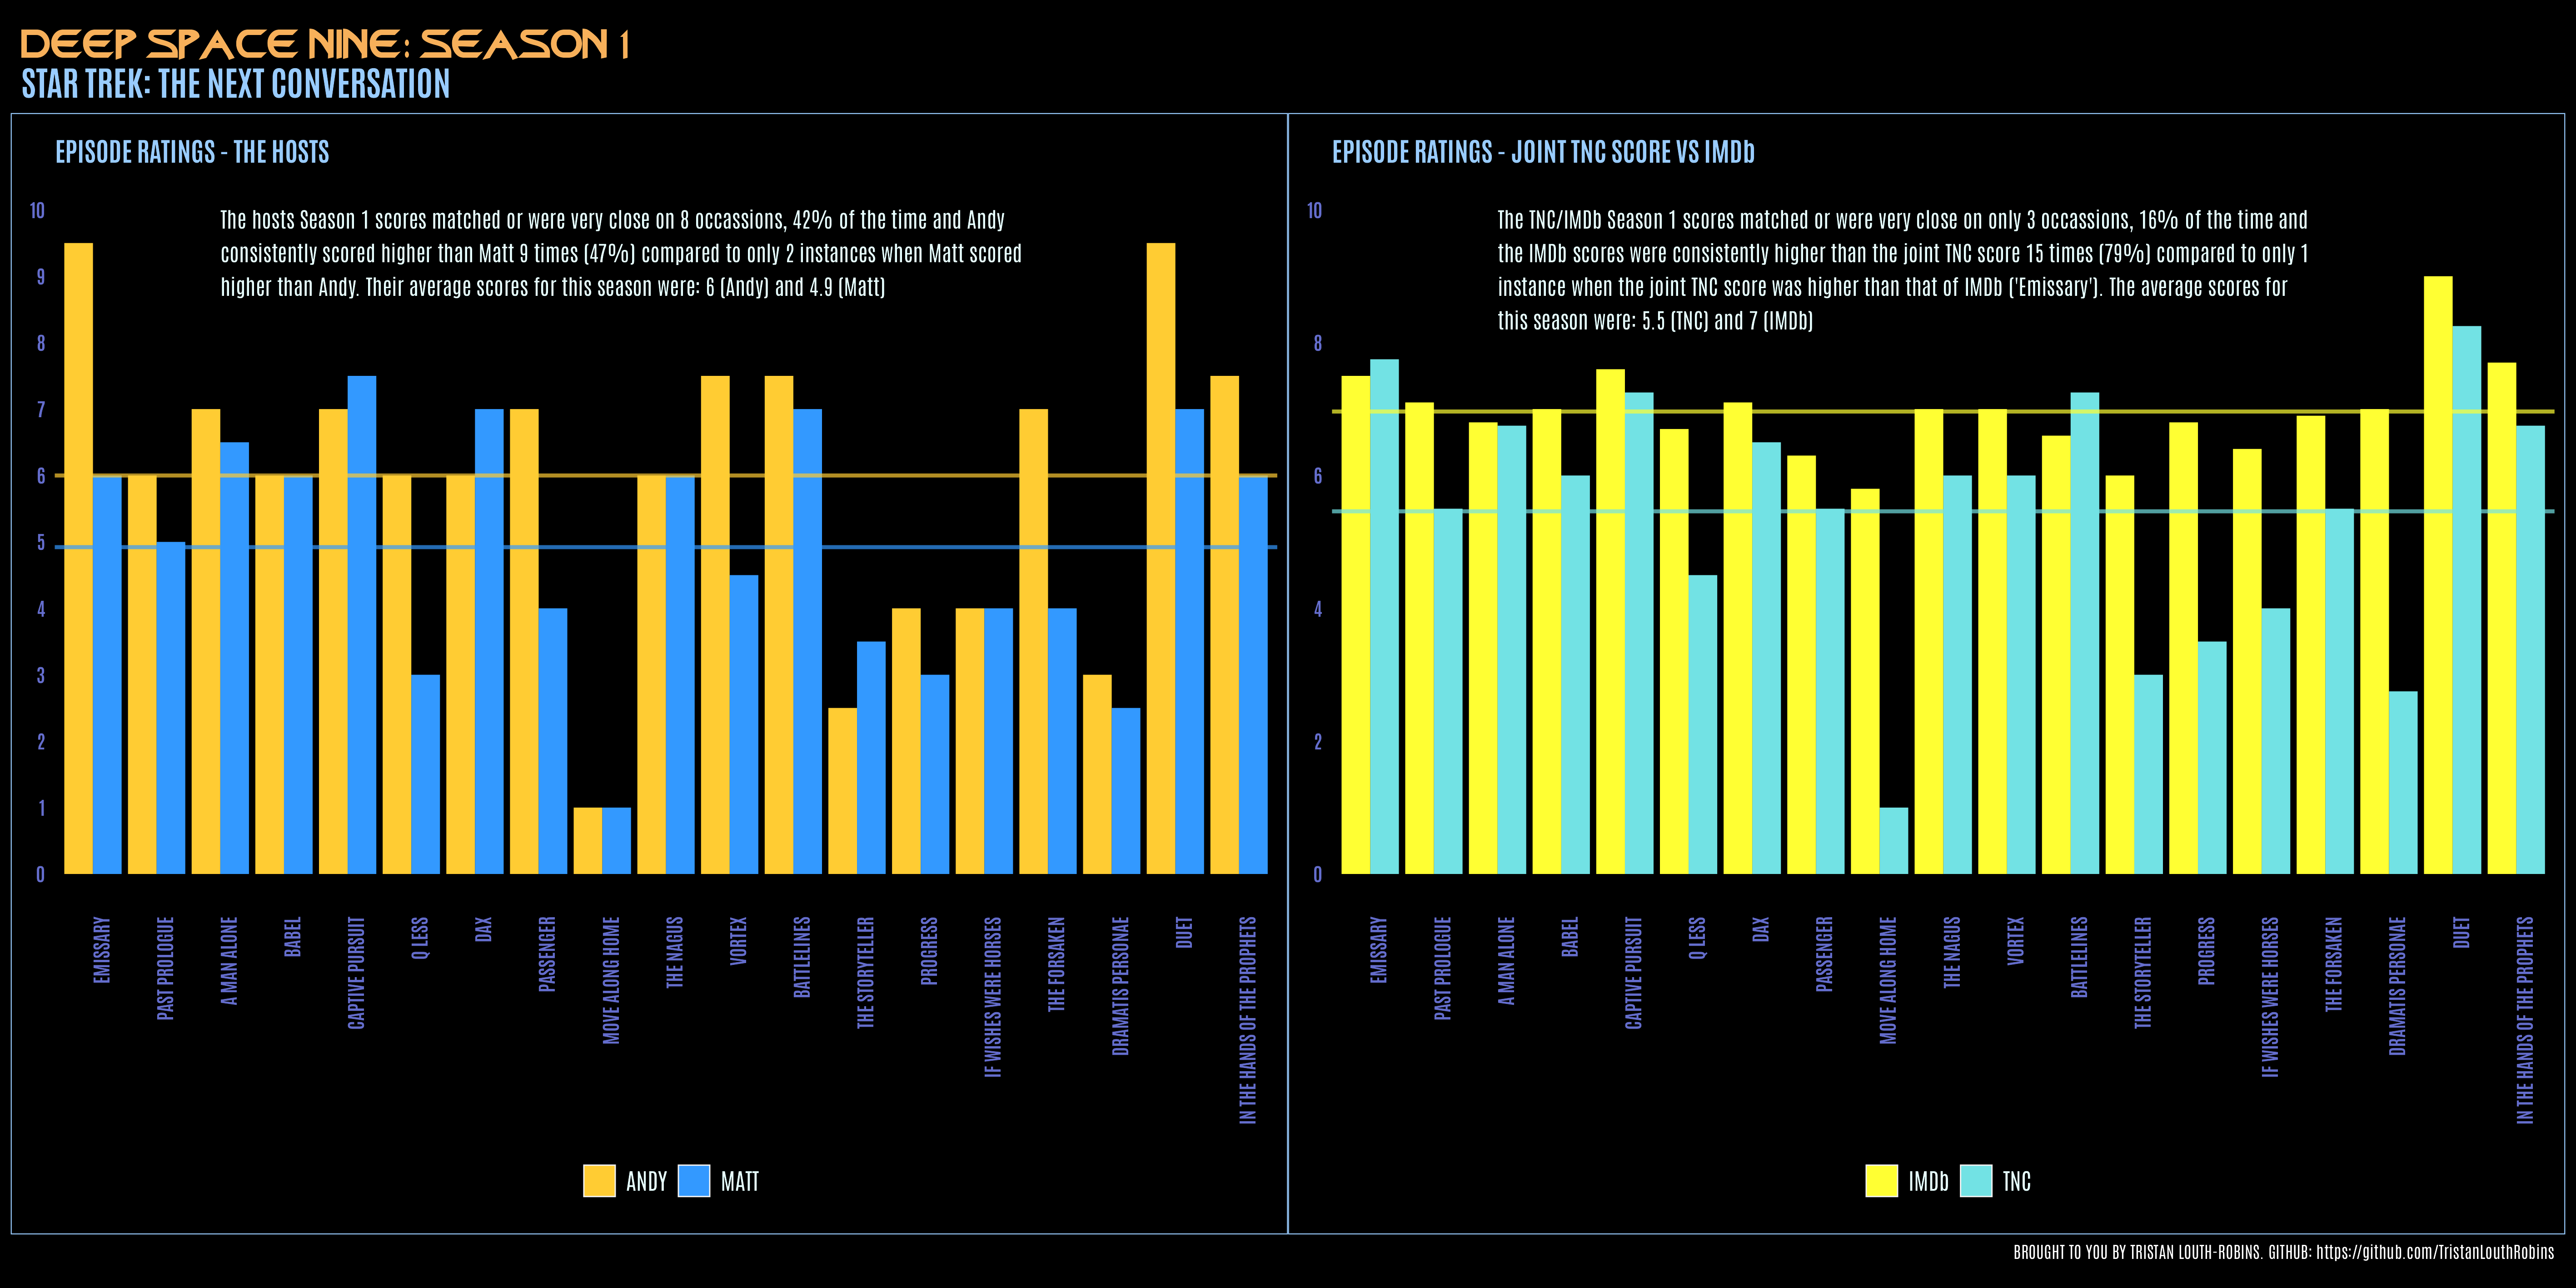 DEEP SPACE NINE: SEASON 1
STAR TREK: THE NEXT CONVERSATION
EPISODE RATINGS - THE HOSTS
The hosts Season 1 scores matched or were very close on 8 occassions, 42% of the time and Andy
consistently scored higher than Matt 9 times (47%) compared to only 2 instances when Matt scored
higher than Andy. Their average scores for this season were: 6 (Andy) and 4.9 (Matt)
10
9
8
7
6
5
4
3
2
1
0
EMISSARY
PAST PROLOGUE
A MAN ALONE
BABEL
CAPTIVE PURSUIT
Q LESS
DAX
PASSENGER
MOVE ALONG HOME
THE NAGUS
VORTEX
BATTLELINES
THE STORYTELLER
PROGRESS
IF WISHES WERE HORSES
THE FORSAKEN
DRAMATIS PERSONAE
DUET
IN THE HANDS OF THE PROPHETS
ANDY
MATT
EPISODE RATINGS - JOINT TNC SCORE VS IMDb
The TNC/IMDb Season 1 scores matched or were very close on only 3 occassions, 16% of the time and
the IMDb scores were consistently higher than the joint TNC score 15 times (79%) compared to only 1
instance when the joint TNC score was higher than that of IMDb ('Emissary'). The average scores for
this season were: 5.5 (TNC) and 7 (IMDb)
10
8
6
4
2
0
EMISSARY
PAST PROLOGUE
A MAN ALONE
BABEL
CAPTIVE PURSUIT
Q LESS
DAX
PASSENGER
MOVE ALONG HOME
THE NAGUS
VORTEX
BATTLELINES
THE STORYTELLER
PROGRESS
IF WISHES WERE HORSES
THE FORSAKEN
DRAMATIS PERSONAE
DUET
IN THE HANDS OF THE PROPHETS
IMDb
TNC
BROUGHT TO YOU BY TRISTAN LOUTH-ROBINS. GITHUB: https://github.com/TristanLouthRobins